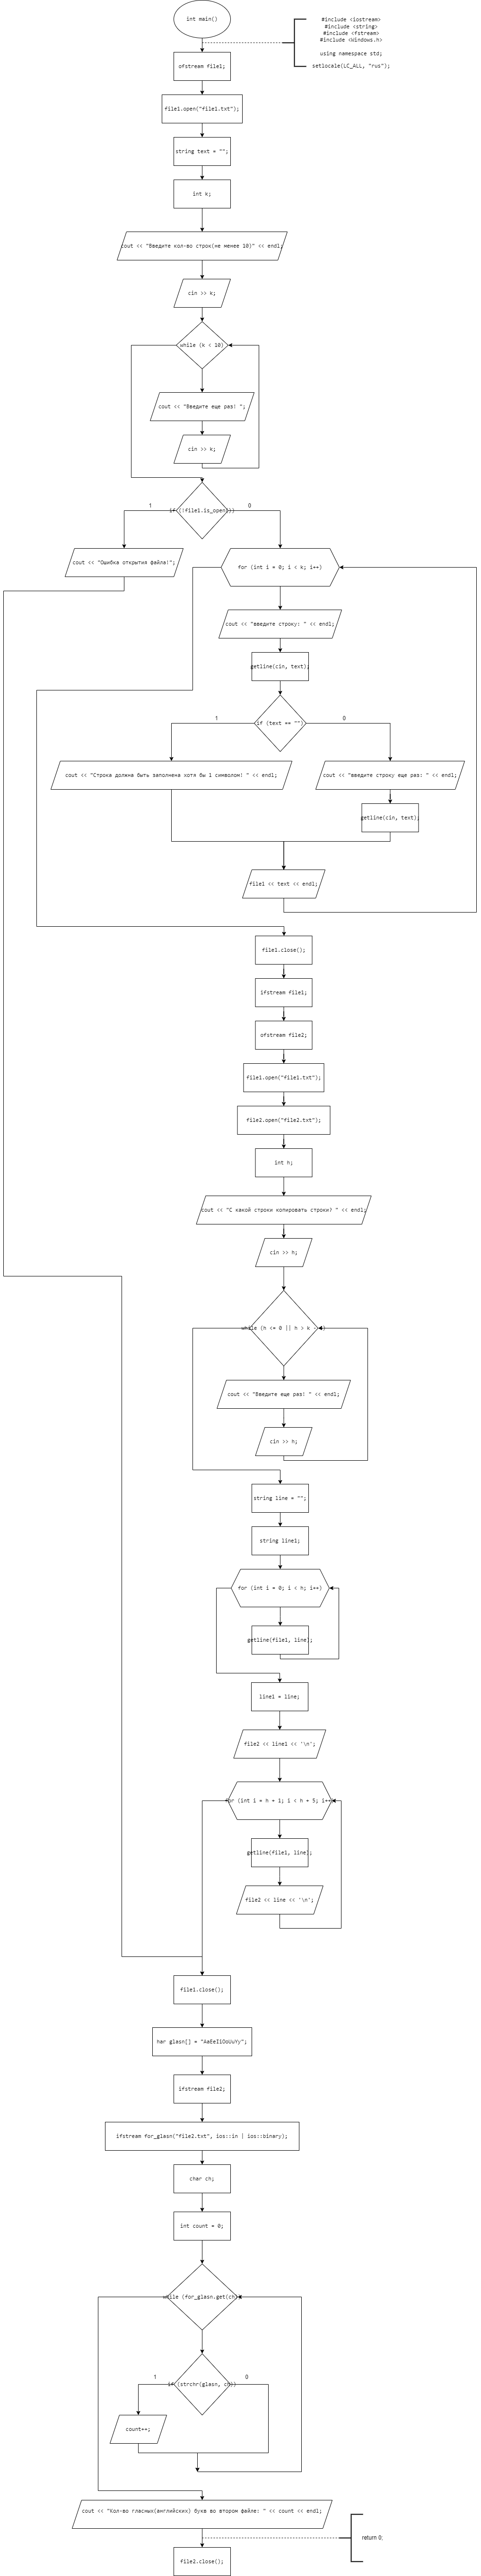 int main()
#include <iostream>
#include <string>
#include <fstream>
#include <Windows.h>
using namespace std;
setlocale(LC_ALL, "rus");
ofstream file1;
file1.open("file1.txt");
string text = "";
int k;
cout << "Введите кол-во строк(не менее 10)" << endl;
cin >> k;
while (k < 10)
cout << "Введите еще раз! ";
cin >> k;
if (!file1.is_open())
1
0
cout << "Ошибка открытия файла!";
for (int i = 0; i < k; i++)
cout << "введите строку: " << endl;
getline(cin, text);
if (text == "")
1
0
cout << "Строка должна быть заполнена хотя бы 1 символом! " << endl;
cout << "введите строку еще раз: " << endl;
getline(cin, text);
file1 << text << endl;
file1.close();
ifstream file1;
ofstream file2;
file1.open("file1.txt");
file2.open("file2.txt");
int h;
cout << "С какой строки копировать строки? " << endl;
cin >> h;
while (h <= 0 || h > k
cout << "Введите еще раз! " << endl;
cin >> h;
string line = "";
string line1;
for (int i = 0; i < h; i++)
getline(file1, line);
line1 = line;
file2 << line1 << '\n';
for (int i = h + 1; i < h + 5; i++)
getline(file1, line);
file2 << line << '\n';
file1.close();
har glasn[] = "AaEeIiOoUuYy";
ifstream file2;
ifstream for_glasn("file2.txt", ios::in | ios::binary);
char ch;
int count = 0;
while (for_glasn.get(ch))
if (strchr(glasn, ch))
1
0
count++;
cout << "Кол-во гласных(английских) букв во втором файле: " << count << endl;
return 0;
file2.close();